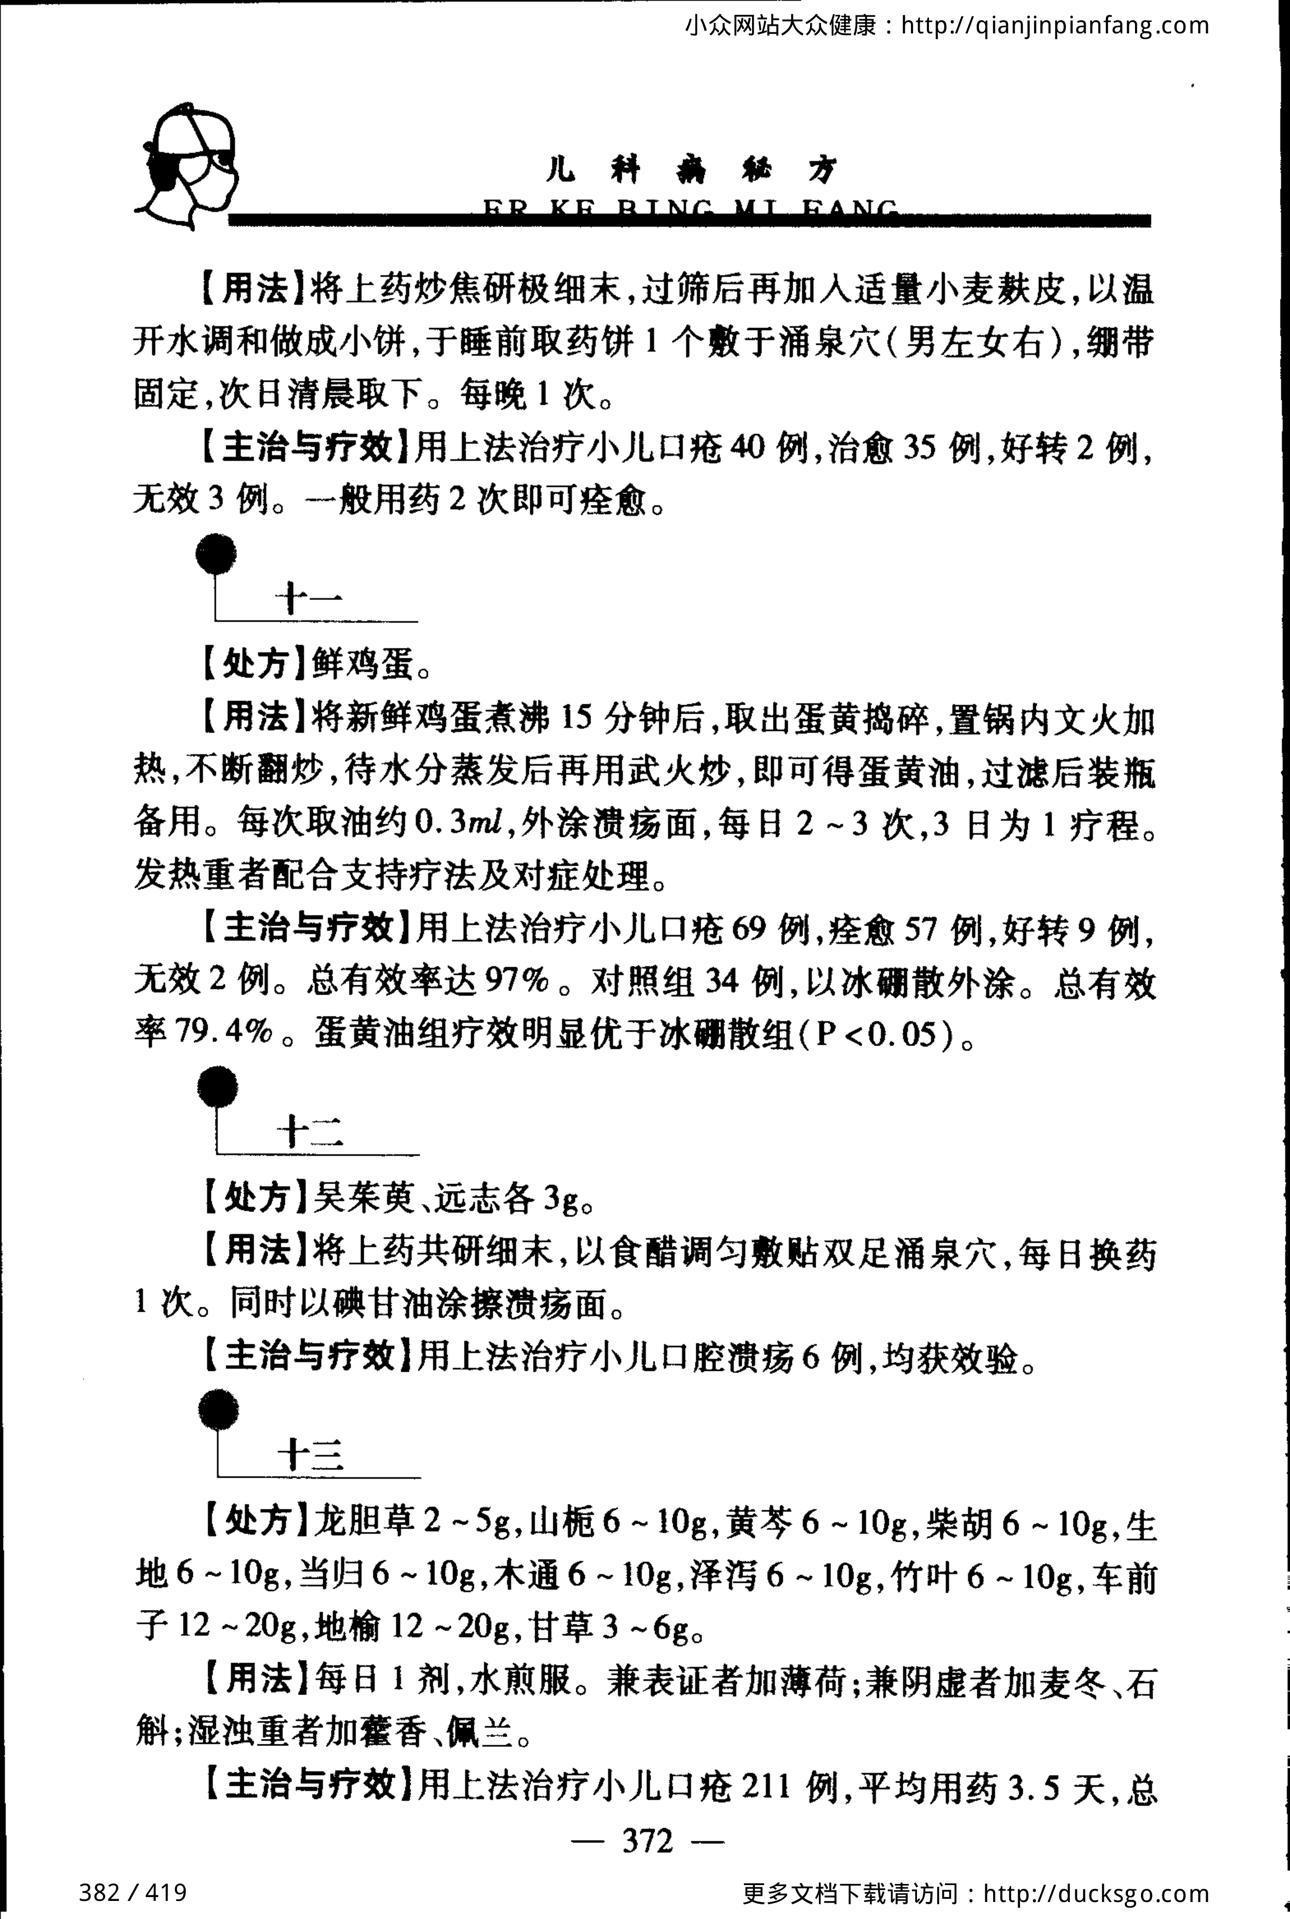 小众网站大众健康：http://qianjinpianfang.com
儿科病秘方
ER KE BING MI FANG
【用法】将上药炒焦研极细末,过筛后再加入适量小麦麸皮,以温
开水调和做成小饼,于睡前取药饼1个敷于涌泉穴(男左女右),绷带
固定,次日清晨取下。每晚1次。
【主治与疗效】用上法治疗小儿口疮40例,治愈35例,好转2例,
无效3例。一般用药2次即可痊愈。
十一
【处方】鲜鸡蛋。
【用法】将新鲜鸡蛋煮沸15分钟后,取出蛋黄捣碎,置锅内文火加
热,不断翻炒,待水分蒸发后再用武火炒,即可得蛋黄油,过滤后装瓶
备用。每次取油约0.3ml,外涂溃疡面,每日2~3次,3日为1疗程。
发热重者配合支持疗法及对症处理。
【主治与疗效】用上法治疗小儿口疮69例,痊愈57例,好转9例,
无效2例。总有效率达97%。对照组34例,以冰硼散外涂。总有效
率79.4%。蛋黄油组疗效明显优于冰硼散组(P<0.05)。
十二
【处方】吴茱萸、远志各3g。
【用法】将上药共研细末,以食醋调匀敷贴双足涌泉穴,每日换药
1次。同时以碘甘油涂擦溃疡面。
【主治与疗效】用上法治疗小儿口腔溃疡6例,均获效验。
十三
【处方】龙胆草2~5g,山栀6~10g,黄芩6~10g,柴胡6~10g,生
地6~10g,当归6~10g,木通6~10g,泽泻6~10g,竹叶6~10g,车前
子12~20g,地榆12~20g,甘草3~6g。
【用法】每日1剂,水煎服。兼表证者加薄荷;兼阴虚者加麦冬、石
斛;湿浊重者加藿香、佩兰。
【主治与疗效】用上法治疗小儿口疮211例,平均用药3.5天,总
— 372 —
382 / 419
更多文档下载请访问：http://ducksgo.com